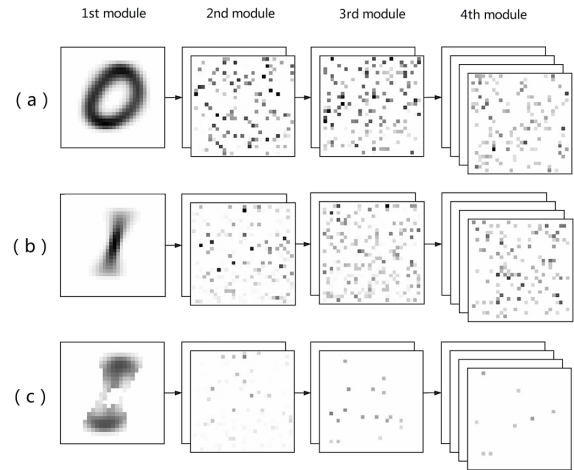 1st module 2nd module 3rd module 4th module
( a )
( b )
( c )